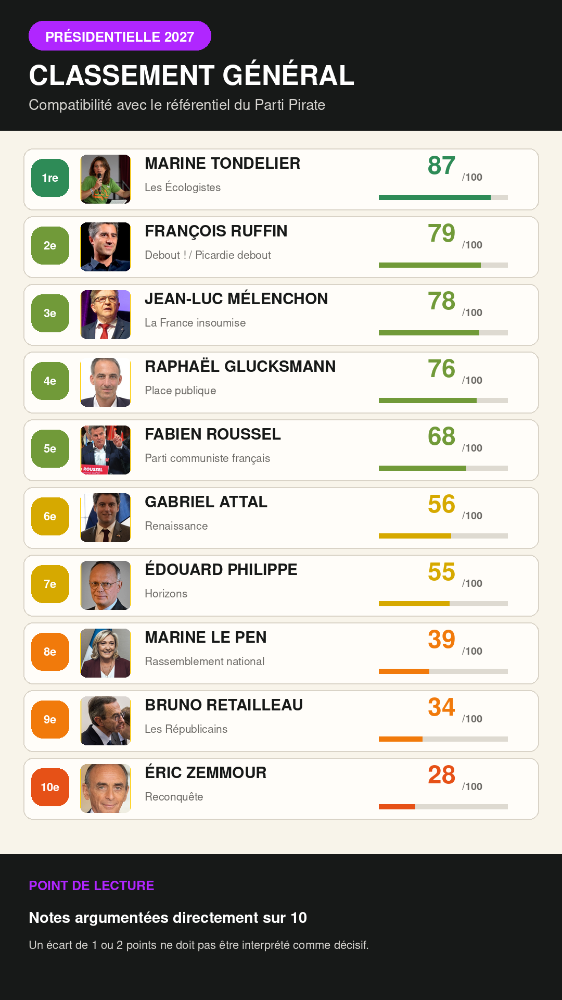 PRÉSIDENTIELLE 2027
CLASSEMENT GÉNÉRAL
Compatibilité avec le référentiel du Parti Pirate
1re
MARINE TONDELIER
87 /100
Les Écologistes
2e
FRANÇOIS RUFFIN
79 /100
Debout ! / Picardie debout
3e
JEAN-LUC MÉLENCHON
78 /100
La France insoumise
4e
RAPHAËL GLUCKSMANN
76 /100
Place publique
5e
ROUSSEL
FABIEN ROUSSEL
68 /100
Parti communiste français
6e
GABRIEL ATTAL
56 /100
Renaissance
7e
ÉDOUARD PHILIPPE
55 /100
Horizons
8e
MARINE LE PEN
39 /100
Rassemblement national
9e
BRUNO RETAILLEAU
34 /100
Les Républicains
10e
ÉRIC ZEMMOUR
28 /100
Reconquête
POINT DE LECTURE
Notes argumentées directement sur 10
Un écart de 1 ou 2 points ne doit pas être interprété comme décisif.